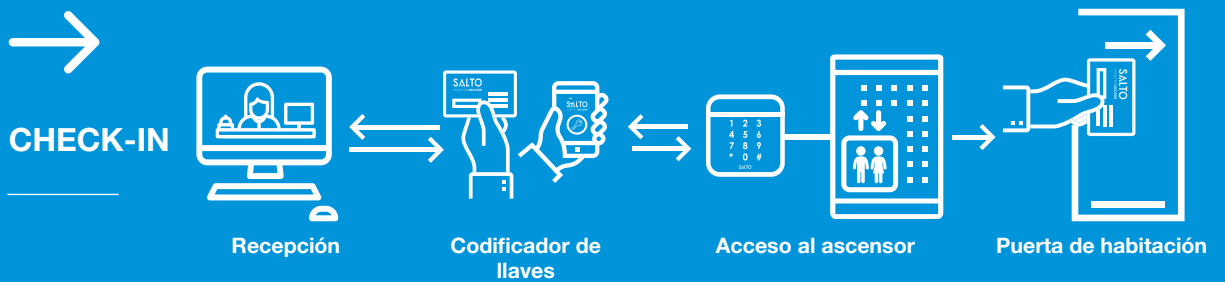 CHECK-IN
SALTO
SALTO
1 2 3
4 5 6
7 8 9
* 0 #
SALTO
SALTO
Recepción
Codificador de
llaves
Acceso al ascensor
Puerta de habitación